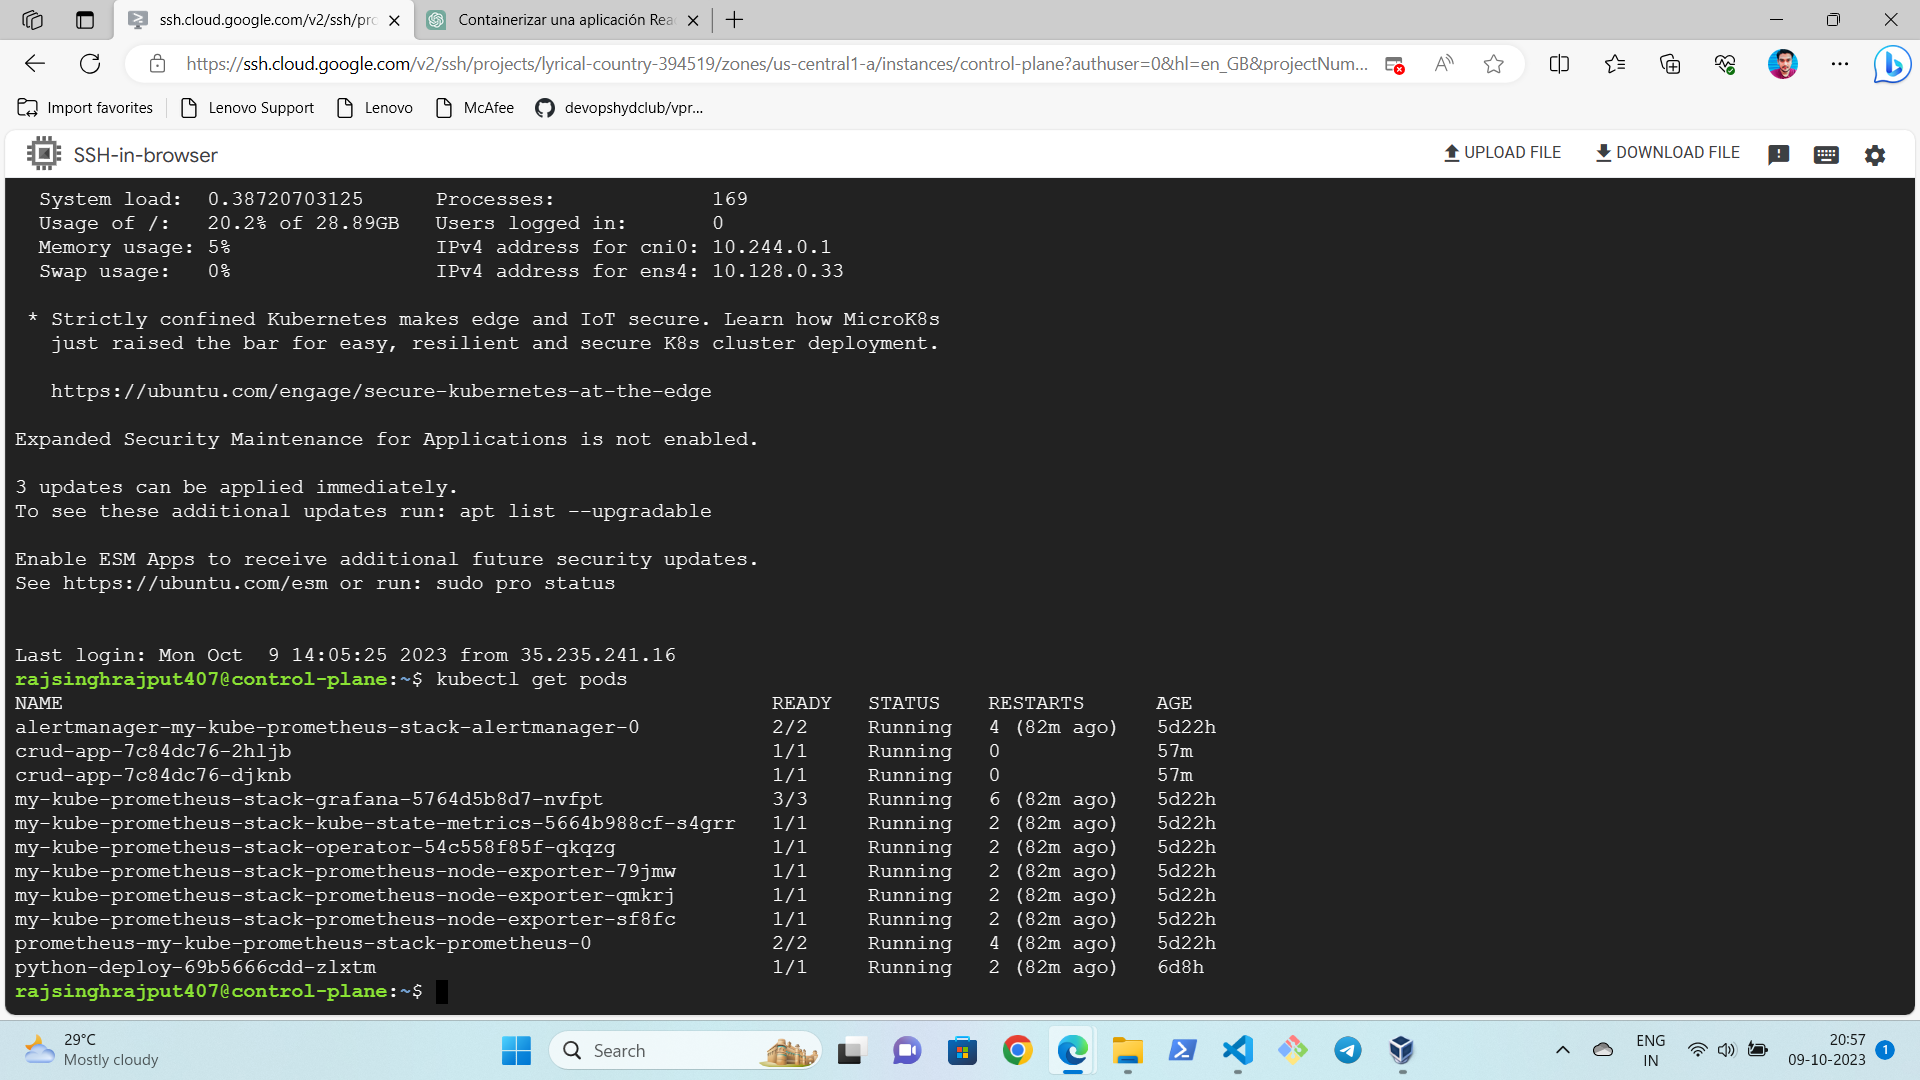 ssh.cloud.google.com/v2/ssh/pro
Containerizar una aplicación Rea
https://ssh.cloud.google.com/v2/ssh/projects/lyrical-country-394519/zones/us-central1-a/instances/control-plane?authuser=0&hl=en_GB&projectNum...
Import favorites
Lenovo Support
Lenovo
McAfee
devopshydclub/vpr...
SSH-in-browser
UPLOAD FILE
DOWNLOAD FILE
System load:  0.38720703125      Processes:             169
Usage of /:   20.2% of 28.89GB   Users logged in:       0
Memory usage: 5%                 IPv4 address for cni0: 10.244.0.1
Swap usage:   0%                 IPv4 address for ens4: 10.128.0.33
* Strictly confined Kubernetes makes edge and IoT secure. Learn how MicroK8s
just raised the bar for easy, resilient and secure K8s cluster deployment.
https://ubuntu.com/engage/secure-kubernetes-at-the-edge
Expanded Security Maintenance for Applications is not enabled.
3 updates can be applied immediately.
To see these additional updates run: apt list --upgradable
Enable ESM Apps to receive additional future security updates.
See https://ubuntu.com/esm or run: sudo pro status
Last login: Mon Oct  9 14:05:25 2023 from 35.235.241.16
rajsinghrajput407@control-plane:~$ kubectl get pods
NAME                                                           READY   STATUS    RESTARTS      AGE
alertmanager-my-kube-prometheus-stack-alertmanager-0           2/2     Running   4 (82m ago)   5d22h
crud-app-7c84dc76-2hljb                                        1/1     Running   0             57m
crud-app-7c84dc76-djknb                                        1/1     Running   0             57m
my-kube-prometheus-stack-grafana-5764d5b8d7-nvfpt              3/3     Running   6 (82m ago)   5d22h
my-kube-prometheus-stack-kube-state-metrics-5664b988cf-s4grr   1/1     Running   2 (82m ago)   5d22h
my-kube-prometheus-stack-operator-54c558f85f-qkqzg             1/1     Running   2 (82m ago)   5d22h
my-kube-prometheus-stack-prometheus-node-exporter-79jmw        1/1     Running   2 (82m ago)   5d22h
my-kube-prometheus-stack-prometheus-node-exporter-qmkrj        1/1     Running   2 (82m ago)   5d22h
my-kube-prometheus-stack-prometheus-node-exporter-sf8fc        1/1     Running   2 (82m ago)   5d22h
prometheus-my-kube-prometheus-stack-prometheus-0               2/2     Running   4 (82m ago)   5d22h
python-deploy-69b5666cdd-zlxtm                                 1/1     Running   2 (82m ago)   6d8h
rajsinghrajput407@control-plane:~$
29°C
Mostly cloudy
Search
ENG
IN
20:57
09-10-2023
1